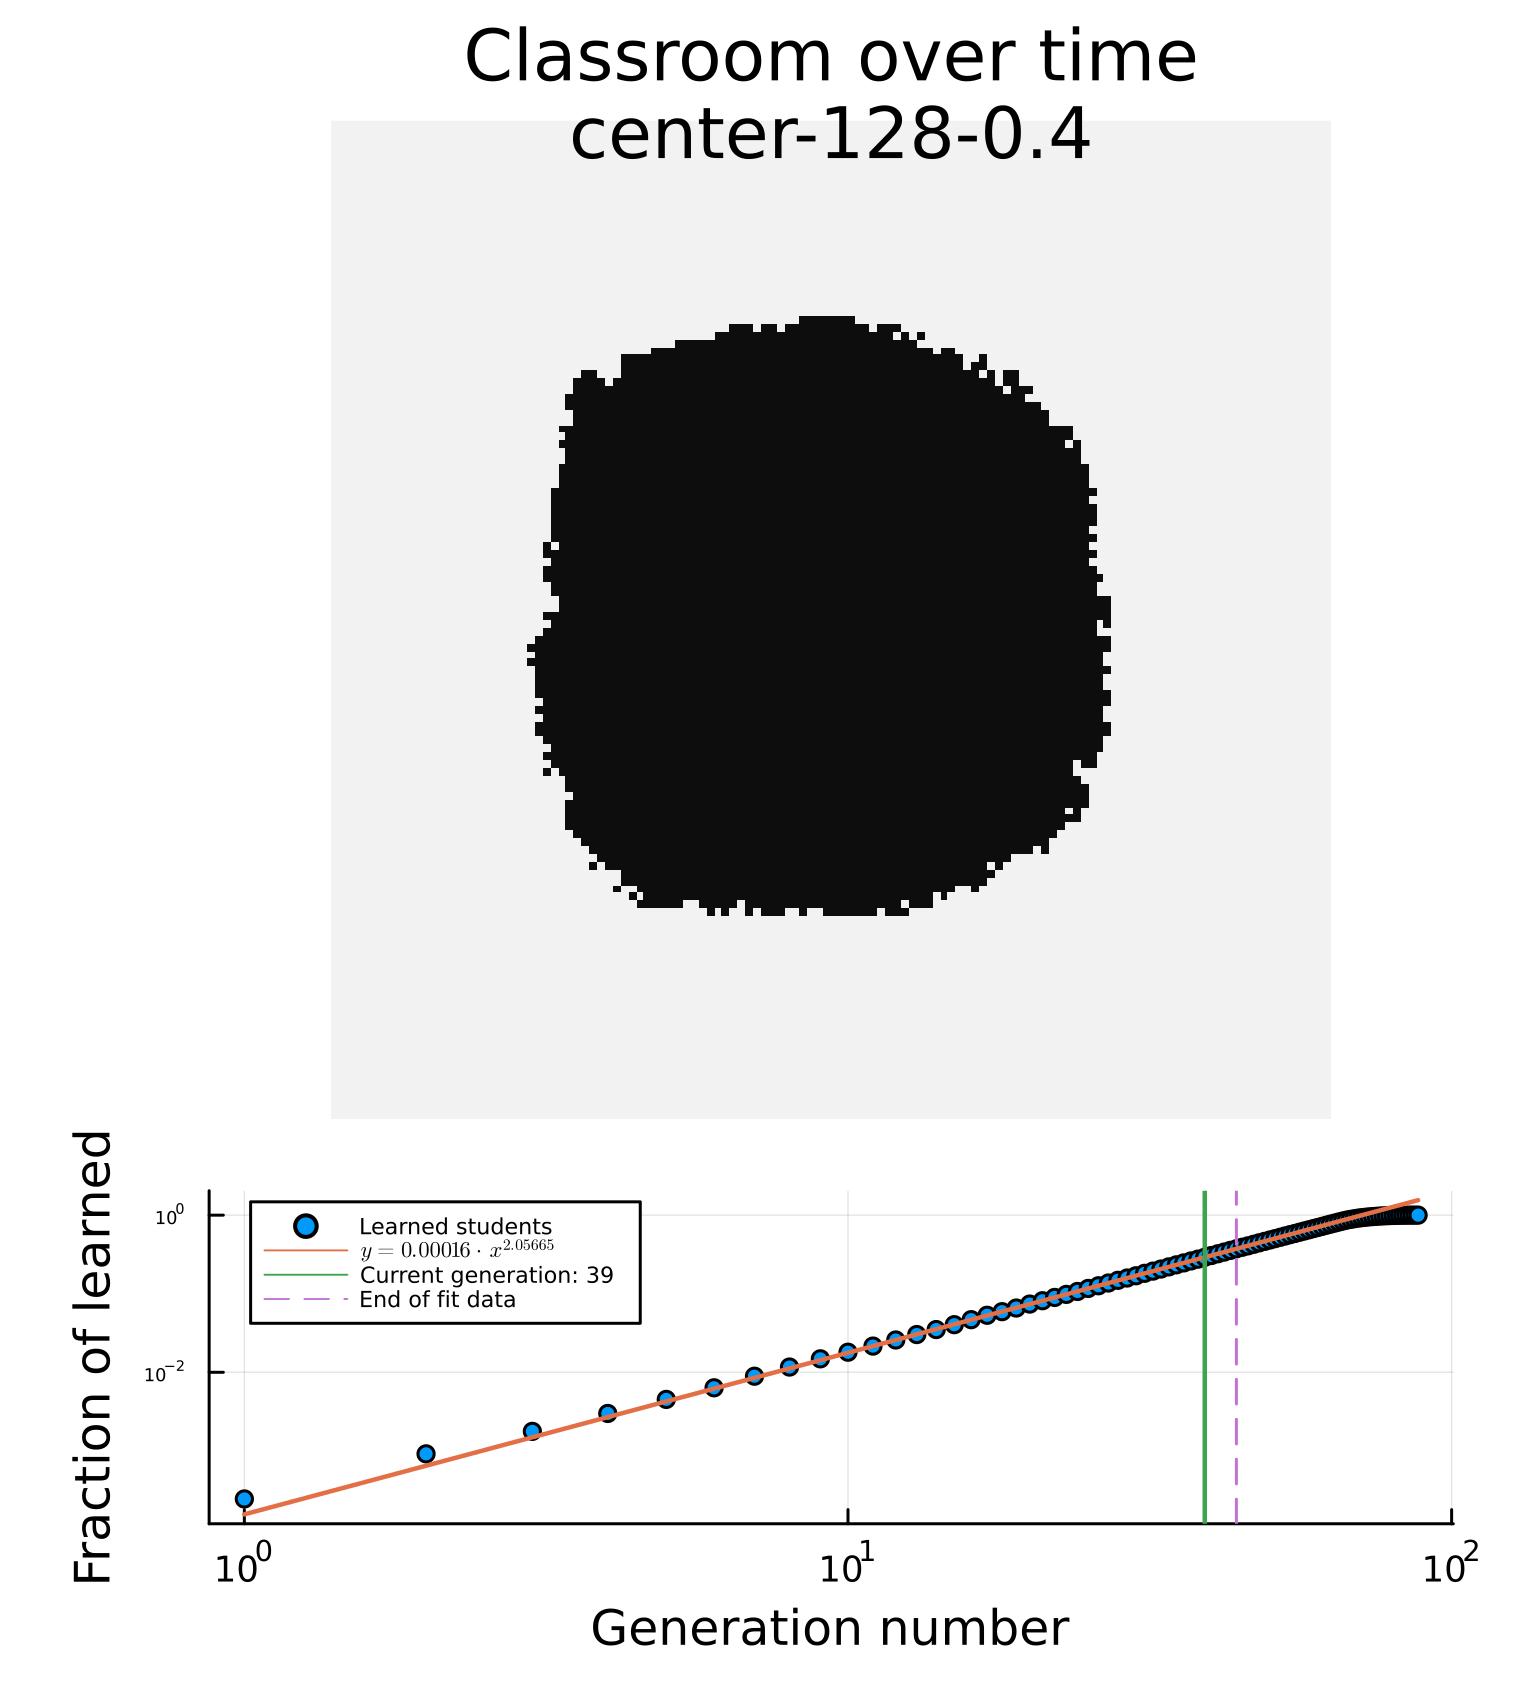 Classroom over time
center-128-0.4
Fraction of learned
10^0
10^-2
Learned students
y = 0.00016 · x^2.05665
Current generation: 39
End of fit data
10^0 10^1 10^2
Generation number